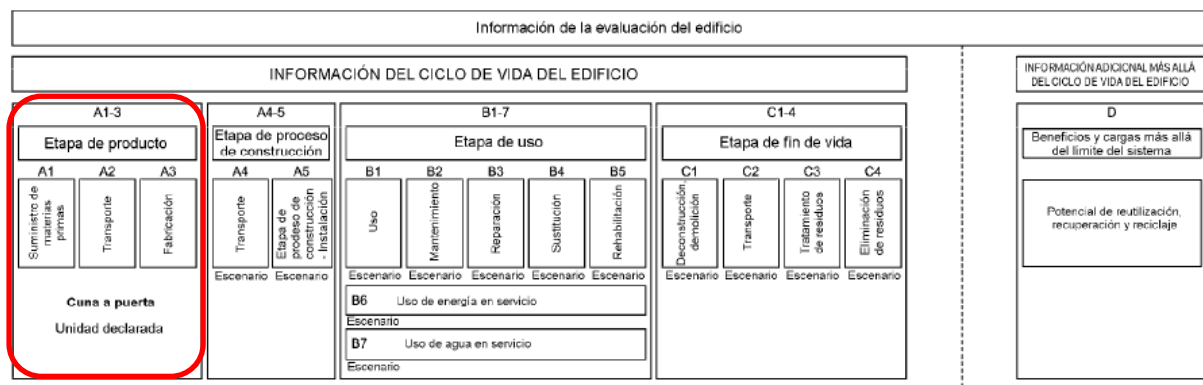 Información de la evaluación del edificio
INFORMACIÓN DEL CICLO DE VIDA DEL EDIFICIO
INFORMACIÓN ADICIONAL MÁS ALLÁ
DEL CICLO DE VIDA DEL EDIFICIO
A1-3
Etapa de producto
A1
A2
A3
Suministro de
materias
primas
Transporte
Fabricación
Cuna a puerta
Unidad declarada
A4-5
Etapa de proceso
de construcción
A4
A5
Transporte
Etapa de
prodeso de
construcción
- Instalación
Escenario
Escenario
B1-7
Etapa de uso
B1
B2
B3
B4
B5
Uso
Mantenimiento
Reparación
Sustitución
Rehabilitación
Escenario
Escenario
Escenario
Escenario
Escenario
B6 Uso de energía en servicio
Escenario
B7 Uso de agua en servicio
Escenario
C1-4
Etapa de fin de vida
C1
C2
C3
C4
Deconstrucción,
demolición
Transporte
Tratamiento
de residuos
Eliminación
de residuos
Escenario
Escenario
Escenario
Escenario
D
Beneficios y cargas más allá
del límite del sistema
Potencial de reutilización,
recuperación y reciclaje